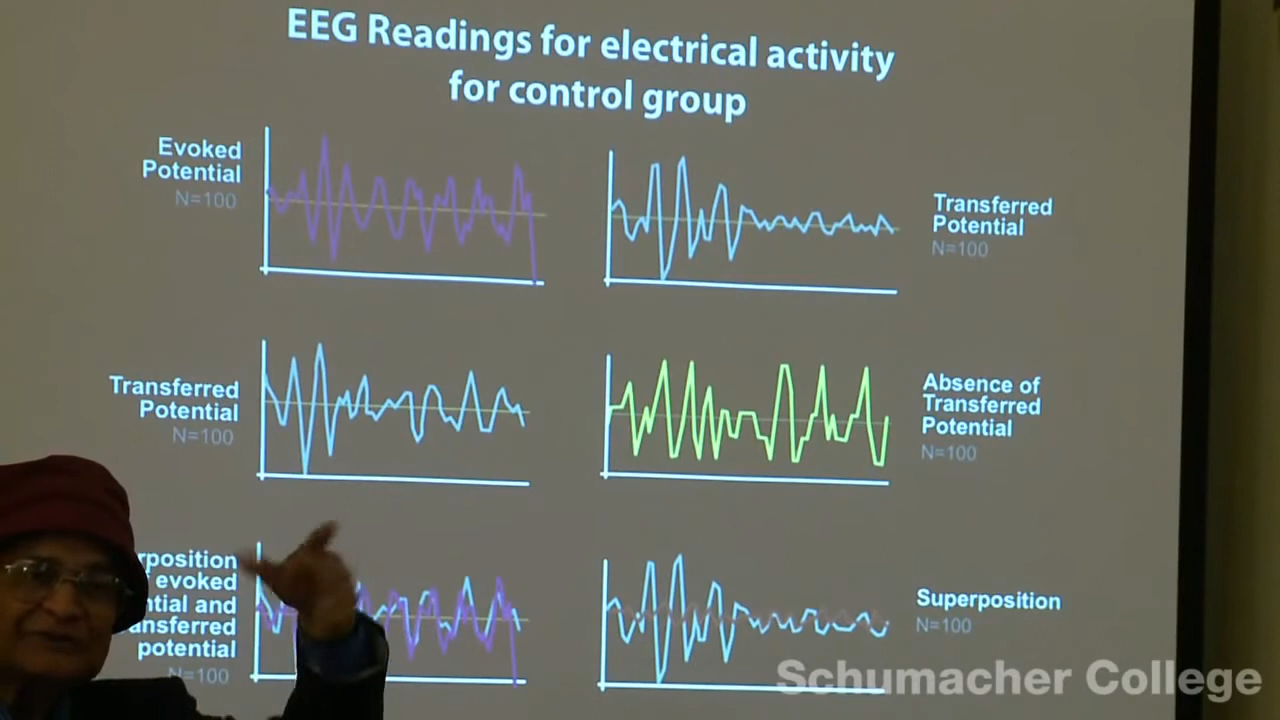 EEG Readings for electrical activity
for control group
Evoked
Potential
N=100
Transferred
Potential
N=100
Transferred
Potential
N=100
Absence of
Transferred
Potential
N=100
rposition
evoked
ntial and
ansferred
potential
N=100
Superposition
N=100
Schumacher College